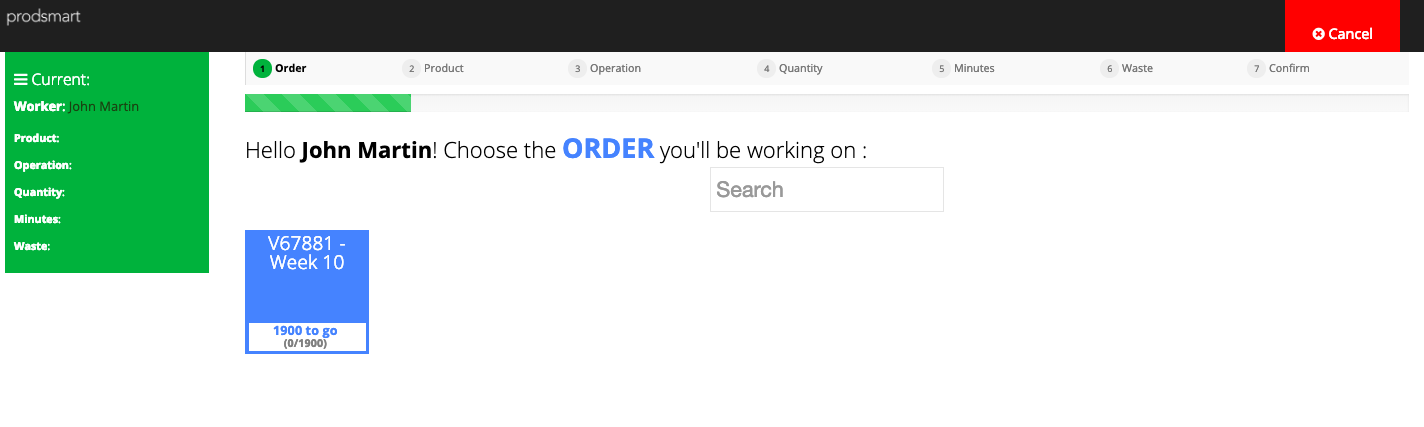 prodsmart
Cancel
Current:
Worker: John Martin
Product:
Operation:
Quantity:
Minutes:
Waste:
1 Order 2 Product 3 Operation 4 Quantity 5 Minutes 6 Waste 7 Confirm
Hello John Martin! Choose the ORDER you'll be working on :
Search
V67881 -
Week 10
1900 to go
(0/1900)